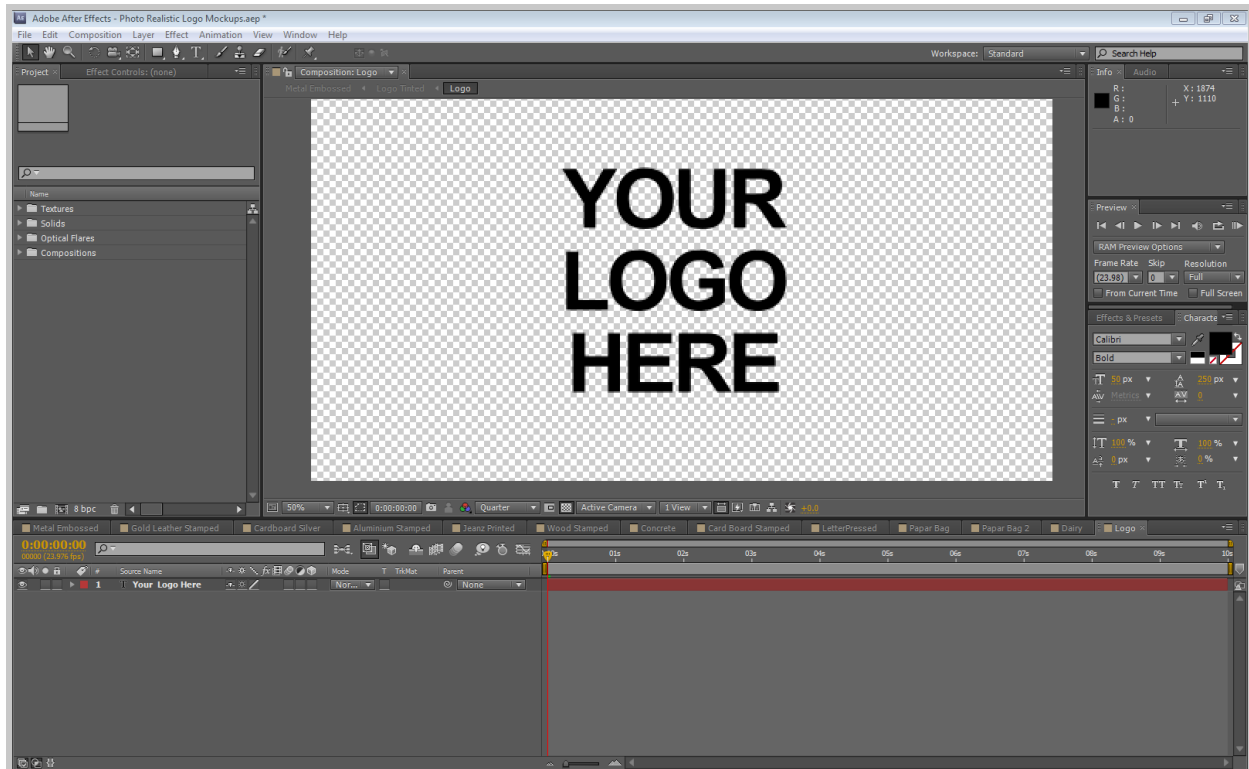 Adobe After Effects - Photo Realistic Logo Mockups.aep *
File Edit Composition Layer Effect Animation View Window Help
Workspace: Standard Search Help
Project Effect Controls: (none)
Composition: Logo
Info Audio
Metal Embossed Logo Tinted Logo
R: X: 1874
G: Y: 1110
B:
A: 0
YOUR
LOGO
HERE
Name
Textures
Solids
Optical Flares
Compositions
Preview
RAM Preview Options
Frame Rate Skip Resolution
(23.98) 0 Full
From Current Time Full Screen
Effects & Presets Characte
Calibri
Bold
50 px 250 px
Metrics 0
- px
100 % 100 %
0 px 0 %
T T TT Tt T T
8 bpc
50% 0:00:00:00 Quarter Active Camera 1 View +0.0
Metal Embossed Gold Leather Stamped Cardboard Silver Aluminium Stamped Jeanz Printed Wood Stamped Concrete Card Board Stamped LetterPressed Papar Bag Papar Bag 2 Dairy Logo
0:00:00:00
00000 (23.976 fps)
01s 02s 03s 04s 05s 06s 07s 08s 09s 10s
# Source Name fx Mode T TrkMat Parent
1 T Your Logo Here Nor... None